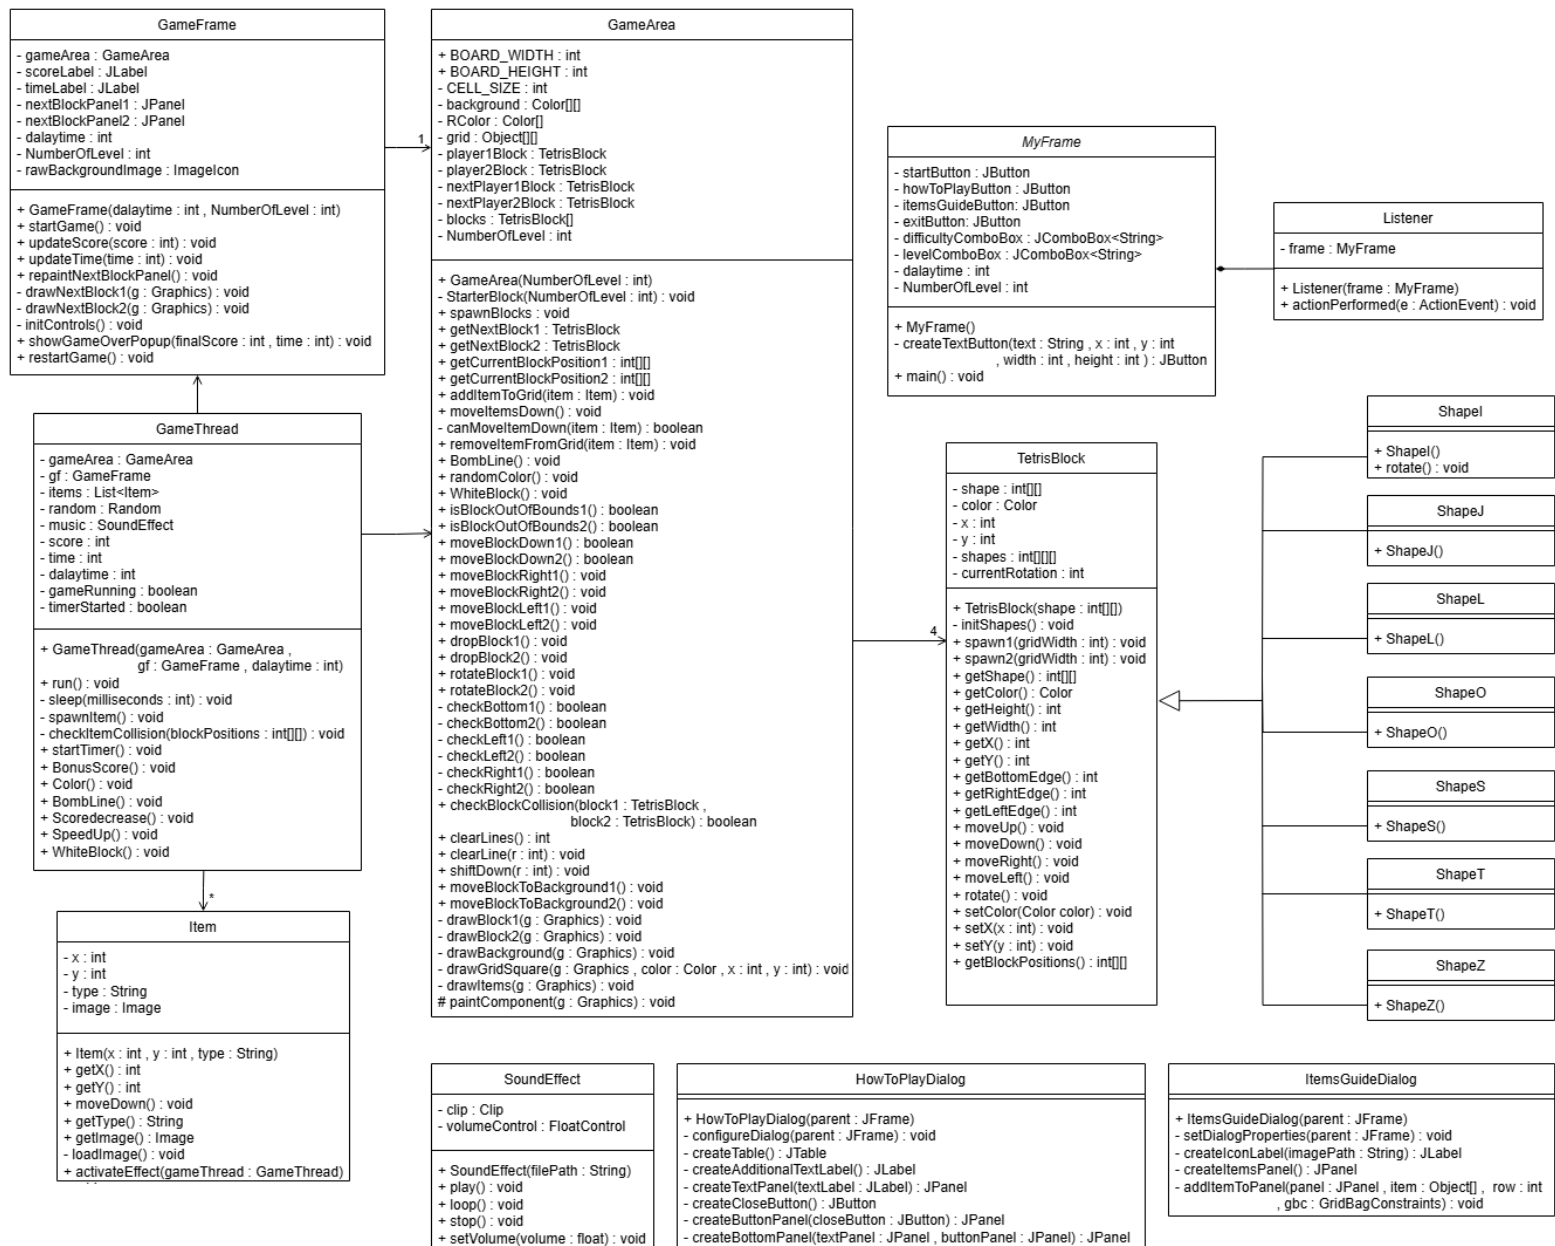 GameFrame
- gameArea : GameArea
- scoreLabel : JLabel
- timeLabel : JLabel
- nextBlockPanel1 : JPanel
- nextBlockPanel2 : JPanel
- dalaytime : int
- NumberOfLevel : int
- rawBackgroundImage : ImageIcon
+ GameFrame(dalaytime : int , NumberOfLevel : int)
+ startGame() : void
+ updateScore(score : int) : void
+ updateTime(time : int) : void
+ repaintNextBlockPanel() : void
- drawNextBlock1(g : Graphics) : void
- drawNextBlock2(g : Graphics) : void
- initControls() : void
+ showGameOverPopup(finalScore : int , time : int) : void
+ restartGame() : void
1
GameThread
- gameArea : GameArea
- gf : GameFrame
- items : List<Item>
- random : Random
- music : SoundEffect
- score : int
- time : int
- dalaytime : int
- gameRunning : boolean
- timerStarted : boolean
+ GameThread(gameArea : GameArea ,
gf : GameFrame , dalaytime : int)
+ run() : void
- sleep(milliseconds : int) : void
- spawnItem() : void
- checkItemCollision(blockPositions : int[][]) : void
+ startTimer() : void
+ BonusScore() : void
+ Color() : void
+ BombLine() : void
+ Scoredecrease() : void
+ SpeedUp() : void
+ WhiteBlock() : void
*
Item
- x : int
- y : int
- type : String
- image : Image
+ Item(x : int , y : int , type : String)
+ getX() : int
+ getY() : int
+ moveDown() : void
+ getType() : String
+ getImage() : Image
- loadImage() : void
+ activateEffect(gameThread : GameThread)
GameArea
+ BOARD_WIDTH : int
+ BOARD_HEIGHT : int
- CELL_SIZE : int
- background : Color[][]
- RColor : Color[]
- grid : Object[][]
- player1Block : TetrisBlock
- player2Block : TetrisBlock
- nextPlayer1Block : TetrisBlock
- nextPlayer2Block : TetrisBlock
- blocks : TetrisBlock[]
- NumberOfLevel : int
+ GameArea(NumberOfLevel : int)
- StarterBlock(NumberOfLevel : int) : void
+ spawnBlocks : void
+ getNextBlock1 : TetrisBlock
+ getNextBlock2 : TetrisBlock
+ getCurrentBlockPosition1 : int[][]
+ getCurrentBlockPosition2 : int[][]
+ addItemToGrid(item : Item) : void
+ moveItemsDown() : void
- canMoveItemDown(item : Item) : boolean
+ removeItemFromGrid(item : Item) : void
+ BombLine() : void
+ randomColor() : void
+ WhiteBlock() : void
+ isBlockOutOfBounds1() : boolean
+ isBlockOutOfBounds2() : boolean
+ moveBlockDown1() : boolean
+ moveBlockDown2() : boolean
+ moveBlockRight1() : void
+ moveBlockRight2() : void
+ moveBlockLeft1() : void
+ moveBlockLeft2() : void
+ dropBlock1() : void
+ dropBlock2() : void
+ rotateBlock1() : void
+ rotateBlock2() : void
- checkBottom1() : boolean
- checkBottom2() : boolean
- checkLeft1() : boolean
- checkLeft2() : boolean
- checkRight1() : boolean
- checkRight2() : boolean
+ checkBlockCollision(block1 : TetrisBlock ,
block2 : TetrisBlock) : boolean
+ clearLines() : int
+ clearLine(r : int) : void
+ shiftDown(r : int) : void
+ moveBlockToBackground1() : void
+ moveBlockToBackground2() : void
- drawBlock1(g : Graphics) : void
- drawBlock2(g : Graphics) : void
- drawBackground(g : Graphics) : void
- drawGridSquare(g : Graphics , color : Color , x : int , y : int) : void
- drawItems(g : Graphics) : void
# paintComponent(g : Graphics) : void
4
MyFrame
- startButton : JButton
- howToPlayButton : JButton
- itemsGuideButton: JButton
- exitButton: JButton
- difficultyComboBox : JComboBox<String>
- levelComboBox : JComboBox<String>
- dalaytime : int
- NumberOfLevel : int
+ MyFrame()
- createTextButton(text : String , x : int , y : int
, width : int , height : int ) : JButton
+ main() : void
Listener
- frame : MyFrame
+ Listener(frame : MyFrame)
+ actionPerformed(e : ActionEvent) : void
TetrisBlock
- shape : int[][]
- color : Color
- x : int
- y : int
- shapes : int[][][]
- currentRotation : int
+ TetrisBlock(shape : int[][])
- initShapes() : void
+ spawn1(gridWidth : int) : void
+ spawn2(gridWidth : int) : void
+ getShape() : int[][]
+ getColor() : Color
+ getHeight() : int
+ getWidth() : int
+ getX() : int
+ getY() : int
+ getBottomEdge() : int
+ getRightEdge() : int
+ getLeftEdge() : int
+ moveUp() : void
+ moveDown() : void
+ moveRight() : void
+ moveLeft() : void
+ rotate() : void
+ setColor(Color color) : void
+ setX(x : int) : void
+ setY(y : int) : void
+ getBlockPositions() : int[][]
ShapeI
+ ShapeI()
+ rotate() : void
ShapeJ
+ ShapeJ()
ShapeL
+ ShapeL()
ShapeO
+ ShapeO()
ShapeS
+ ShapeS()
ShapeT
+ ShapeT()
ShapeZ
+ ShapeZ()
SoundEffect
- clip : Clip
- volumeControl : FloatControl
+ SoundEffect(filePath : String)
+ play() : void
+ loop() : void
+ stop() : void
+ setVolume(volume : float) : void
HowToPlayDialog
+ HowToPlayDialog(parent : JFrame)
- configureDialog(parent : JFrame) : void
- createTable() : JTable
- createAdditionalTextLabel() : JLabel
- createTextPanel(textLabel : JLabel) : JPanel
- createCloseButton() : JButton
- createButtonPanel(closeButton : JButton) : JPanel
- createBottomPanel(textPanel : JPanel , buttonPanel : JPanel) : JPanel
ItemsGuideDialog
+ ItemsGuideDialog(parent : JFrame)
- setDialogProperties(parent : JFrame) : void
- createIconLabel(imagePath : String) : JLabel
- createItemsPanel() : JPanel
- addItemToPanel(panel : JPanel , item : Object[] , row : int
, gbc : GridBagConstraints) : void